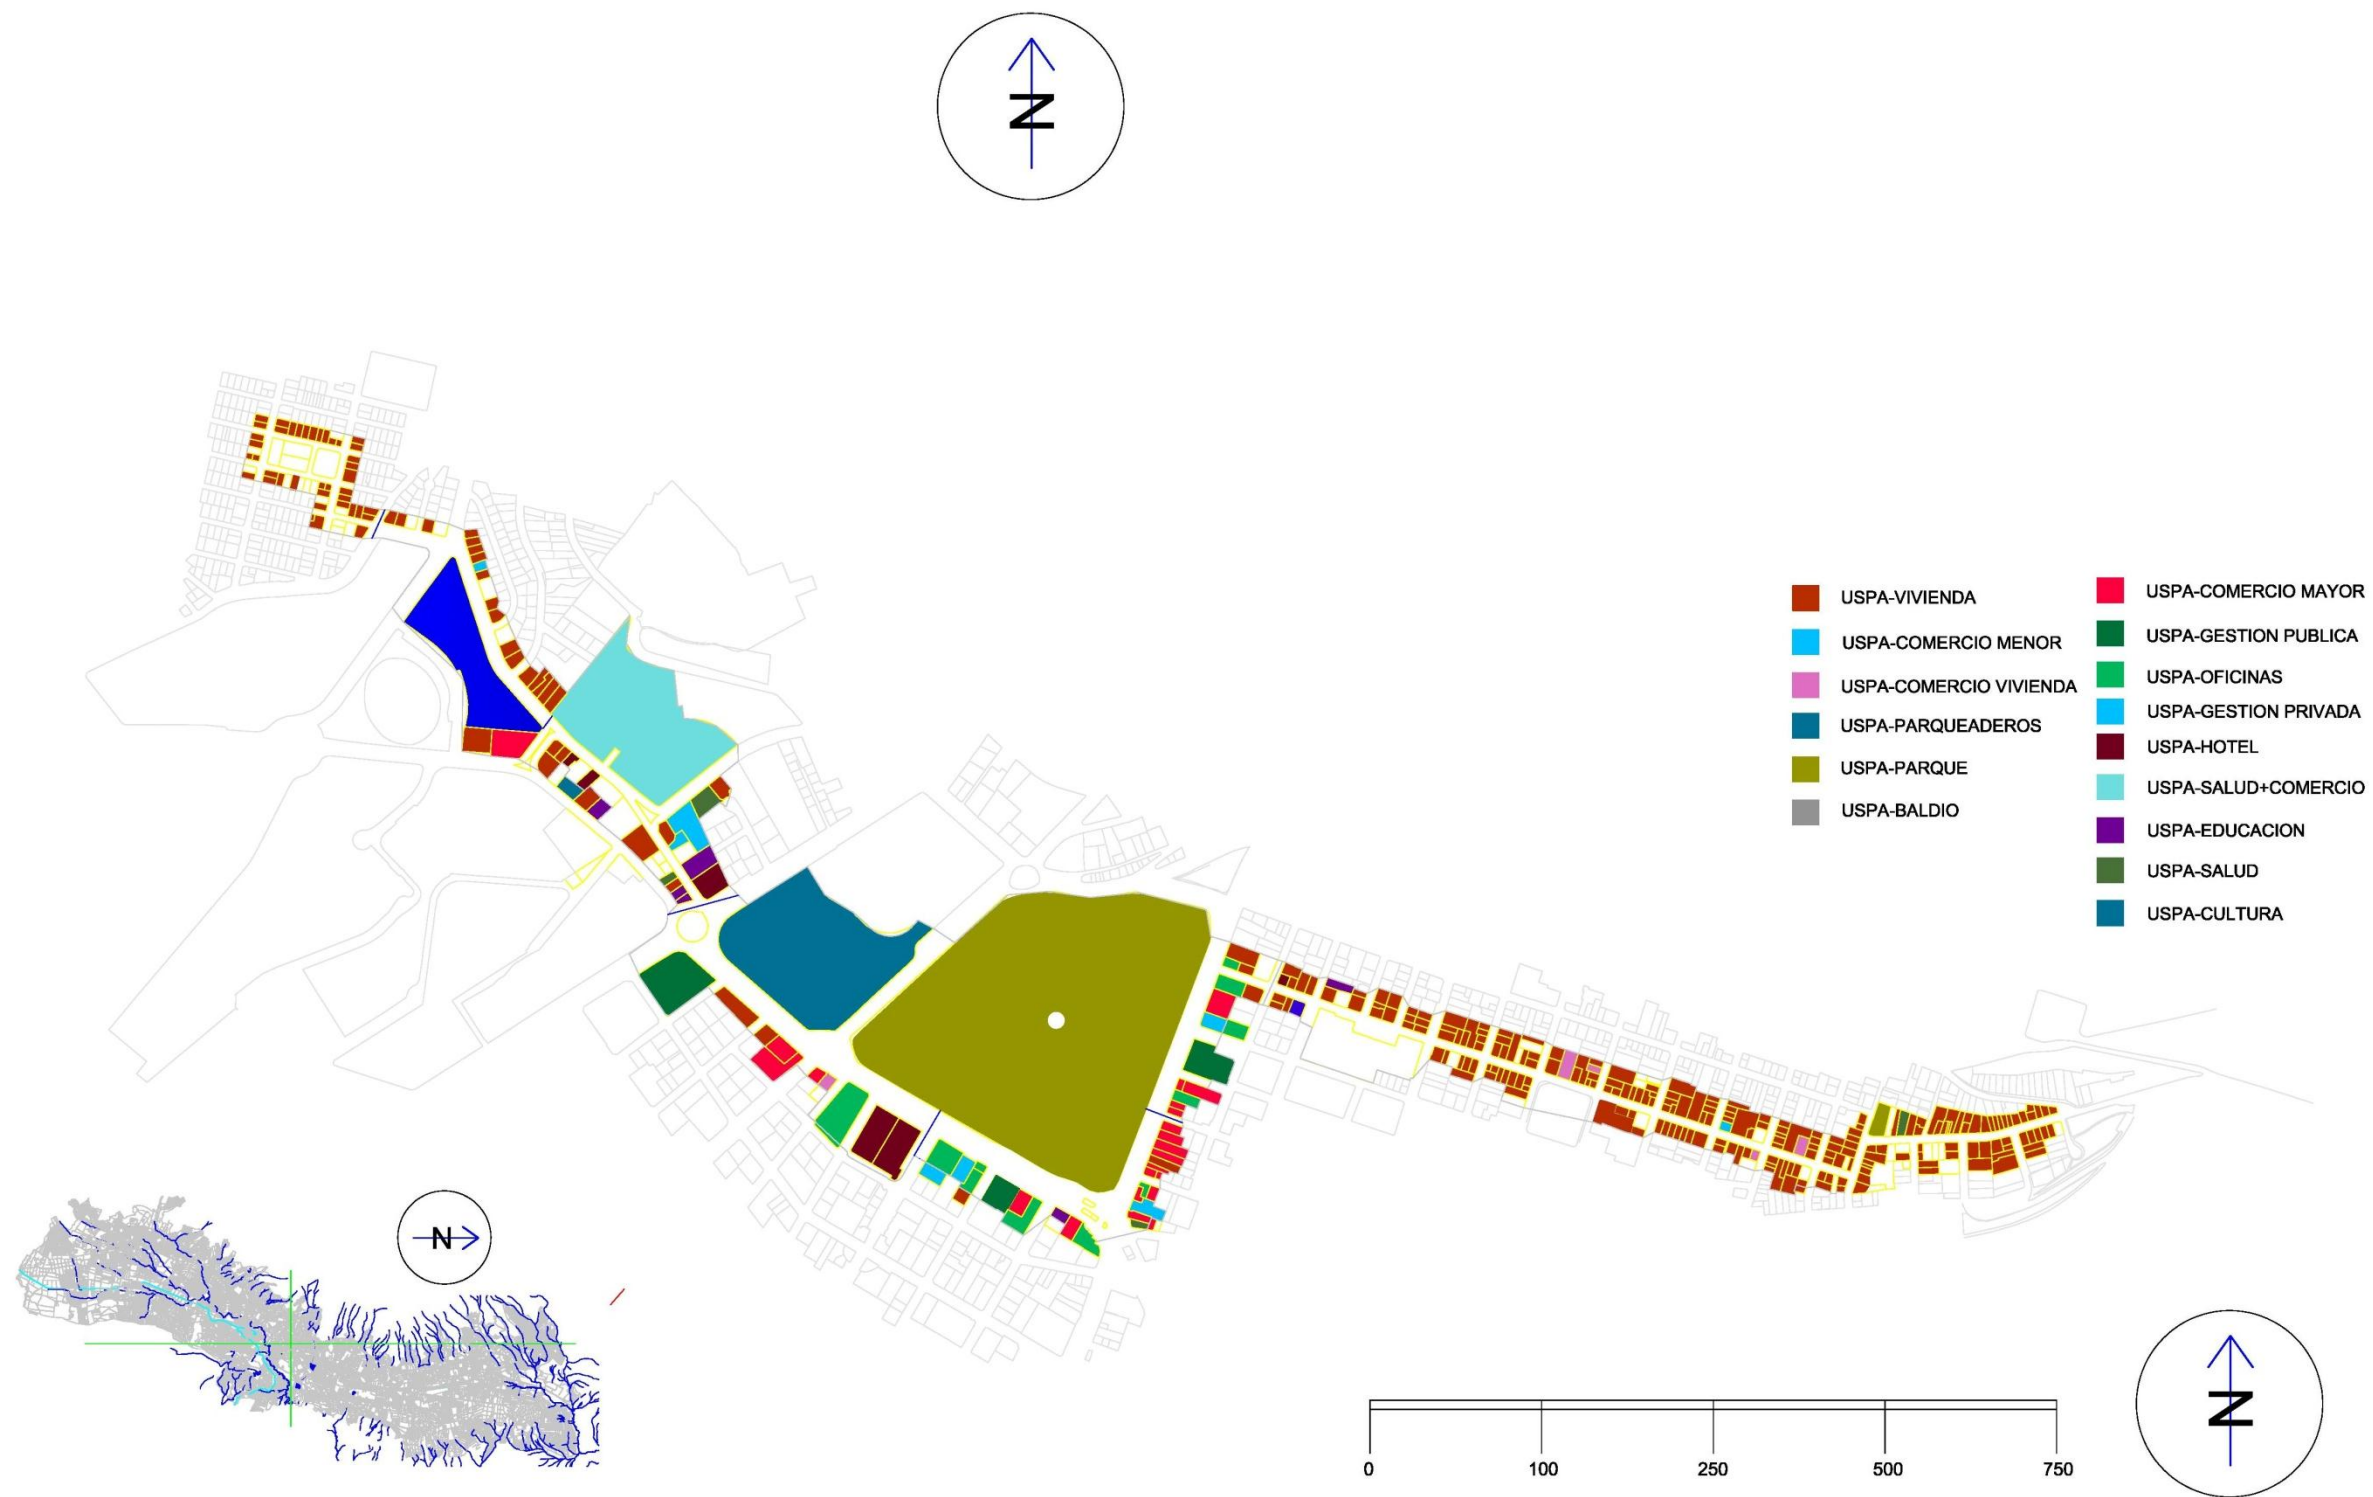 N
USPA-VIVIENDA
USPA-COMERCIO MENOR
USPA-COMERCIO VIVIENDA
USPA-PARQUEADEROS
USPA-PARQUE
USPA-BALDIO
USPA-COMERCIO MAYOR
USPA-GESTION PUBLICA
USPA-OFICINAS
USPA-GESTION PRIVADA
USPA-HOTEL
USPA-SALUD+COMERCIO
USPA-EDUCACION
USPA-SALUD
USPA-CULTURA
N
N
0 100 250 500 750